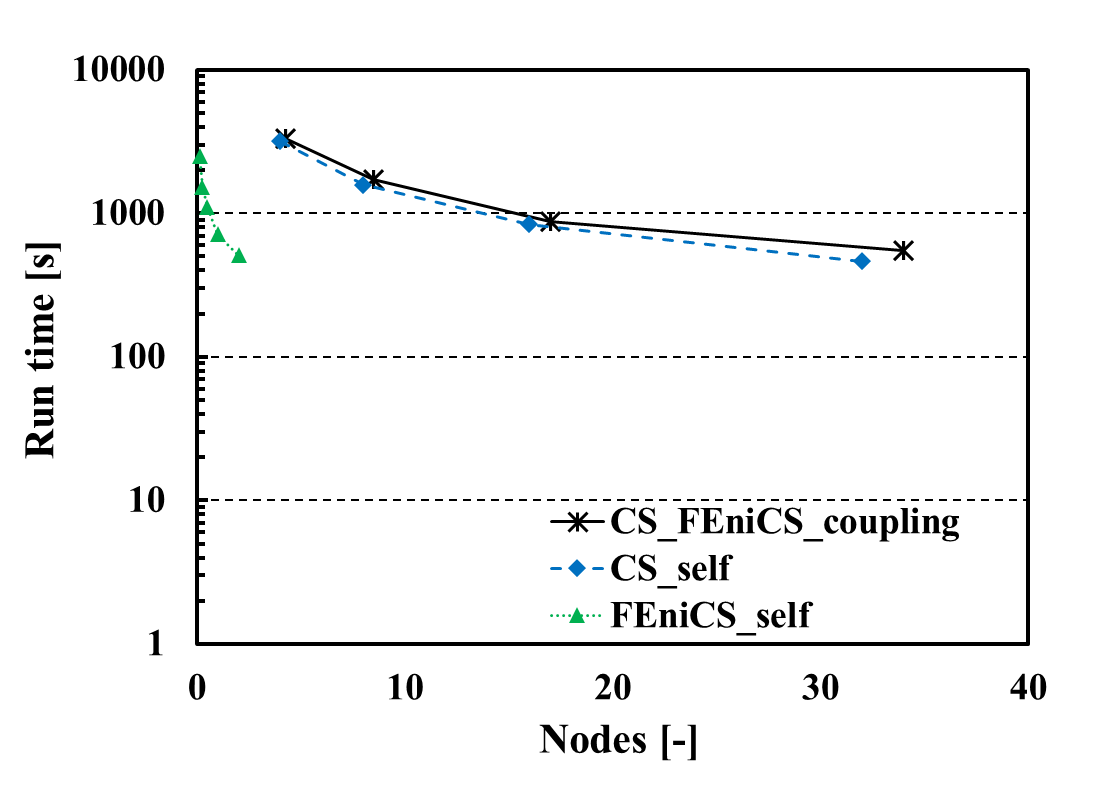 10000
1000
100
10
1
Run time [s]
CS_FEniCS_coupling
CS_self
FEniCS_self
0 10 20 30 40
Nodes [-]